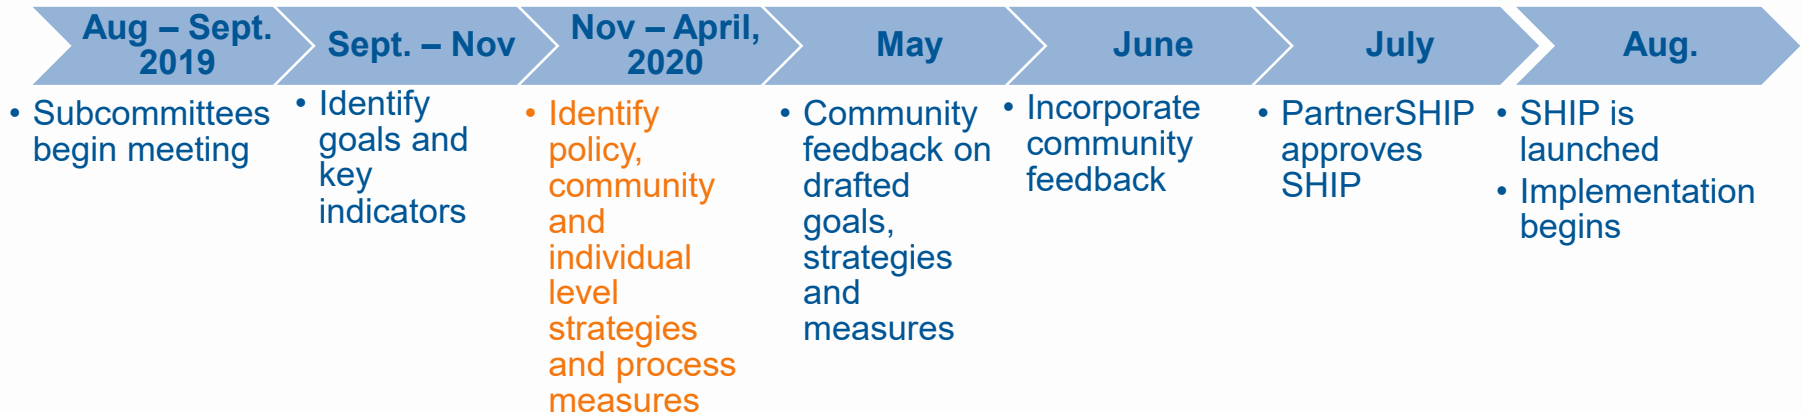 Aug – Sept.
2019
Sept. – Nov
Nov – April,
2020
May
June
July
Aug.
• Subcommittees
begin meeting
• Identify
goals and
key
indicators
• Identify
policy,
community
and
individual
level
strategies
and process
measures
• Community
feedback on
drafted
goals,
strategies
and
measures
• Incorporate
community
feedback
• PartnerSHIP
approves
SHIP
• SHIP is
launched
• Implementation
begins